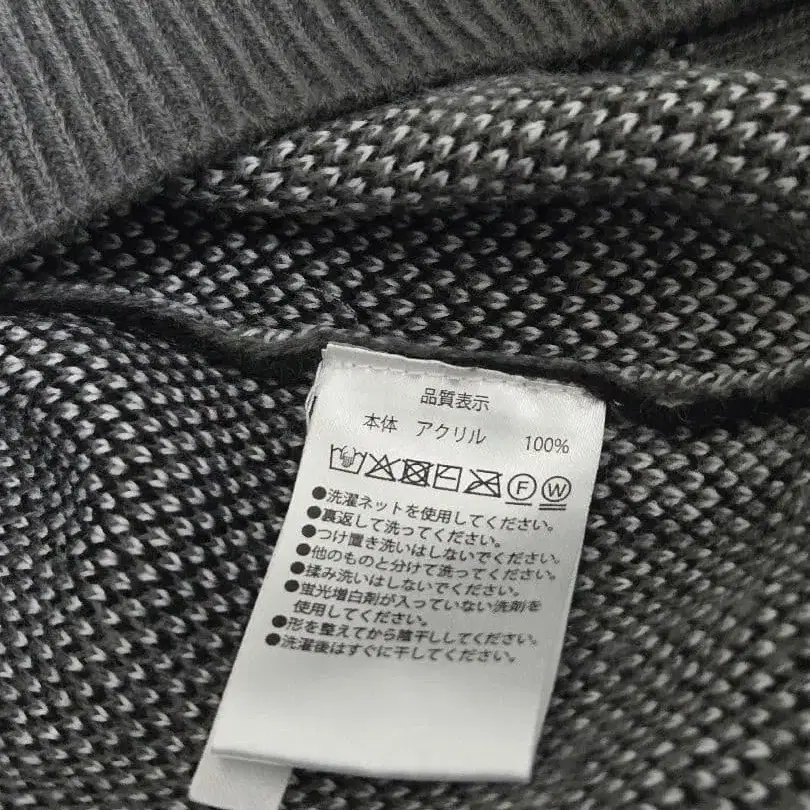 品質表示
本体 アクリル 100%
F W
●洗濯ネットを使用してください。
●裏返して洗ってください。
●つけ置き洗いはしないでください。
●他のものと分けて洗ってください。
●揉み洗いはしないでください。
●蛍光増白剤が入っていない洗剤を
使用してください。
●形を整えてから陰干ししてください。
●洗濯後はすぐに干してください。